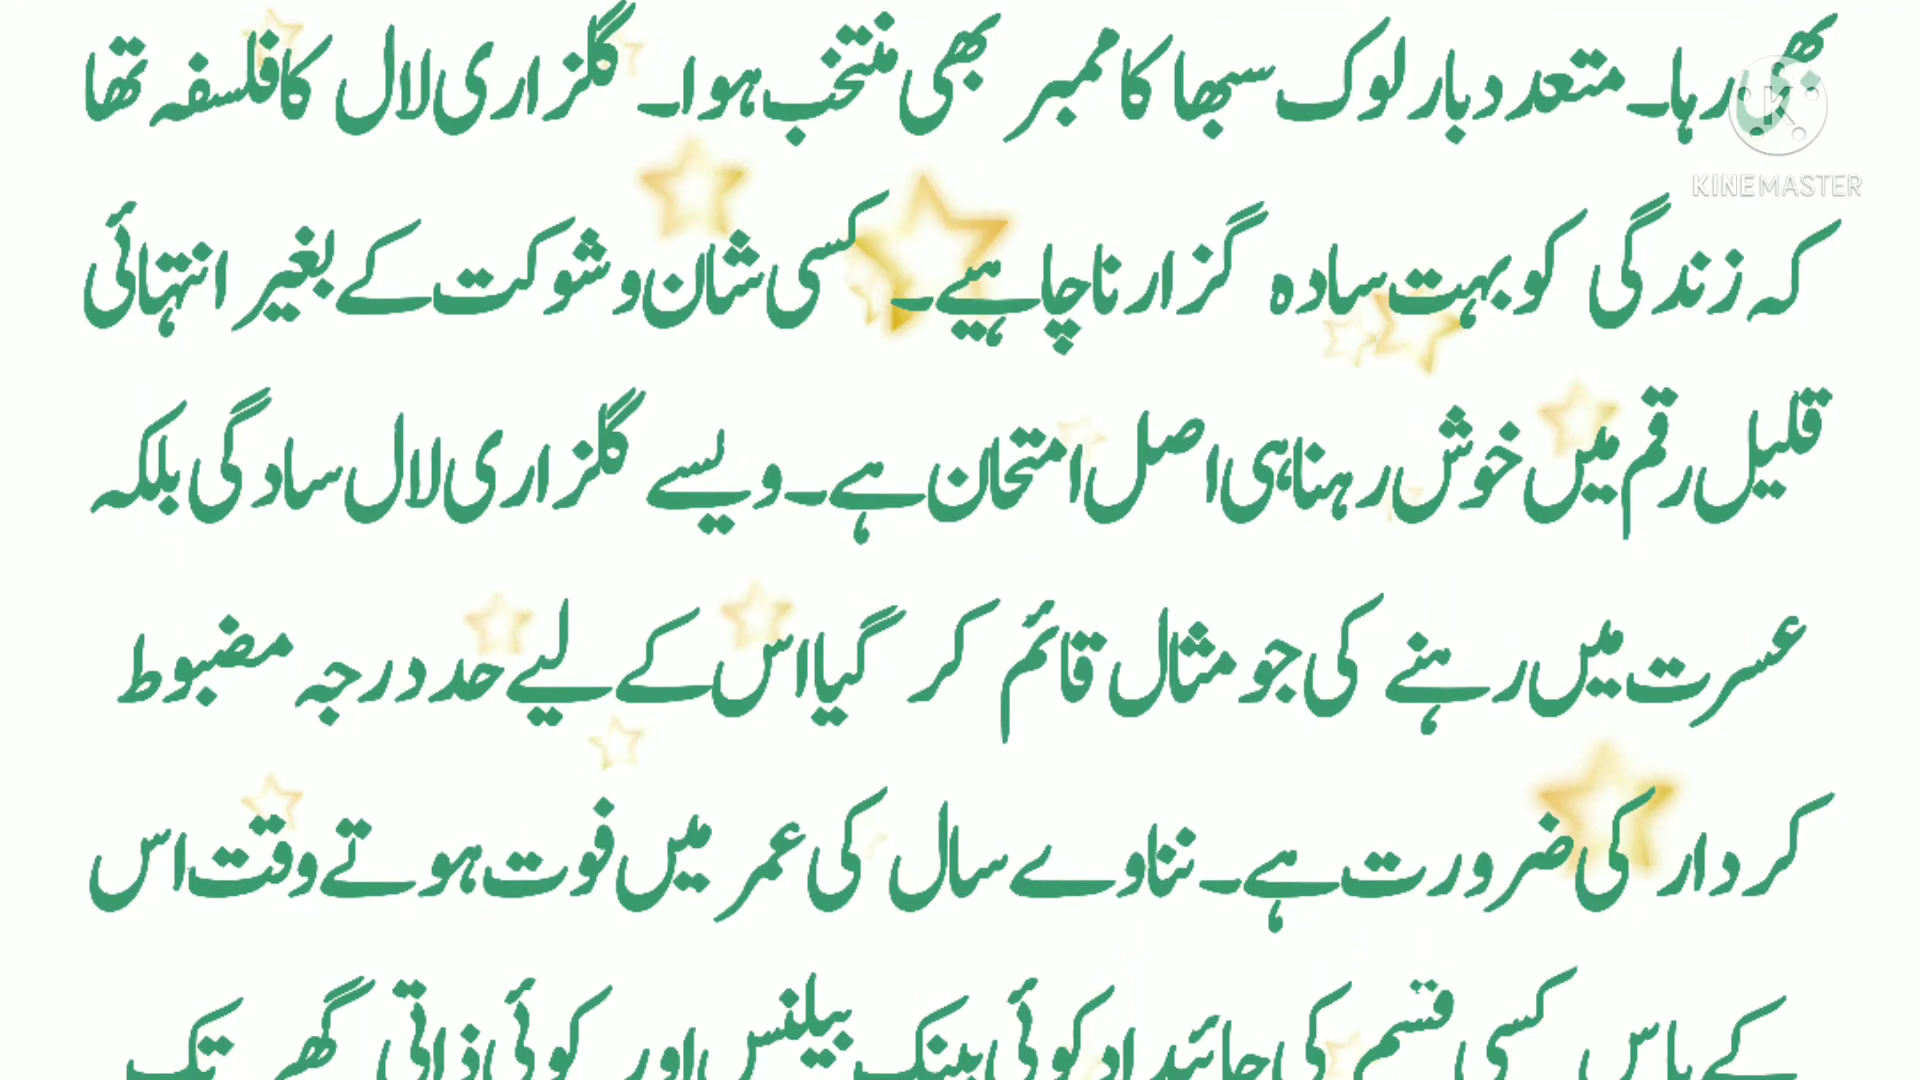 بھی رہا۔ متعدد بار لوک سبھا کا ممبر بھی منتخب ہوا۔ گلزاری لال کا فلسفہ تھا
KINEMASTER
کہ زندگی کو بہت سادہ گزارنا چاہیے۔ کسی شان و شوکت کے بغیر انتہائی
قلیل رقم میں خوش رہنا ہی اصل امتحان ہے۔ ویسے گلزاری لال سادگی بلکہ
عسرت میں رہنے کی جو مثال قائم کر گیا اس کے لیے حد درجہ مضبوط
کردار کی ضرورت ہے۔ ننانوے سال کی عمر میں فوت ہوتے وقت اس
کے پاس کسی قسم کی جائیداد کوئی بینک بیلنس اور کوئی ذاتی گھر تک